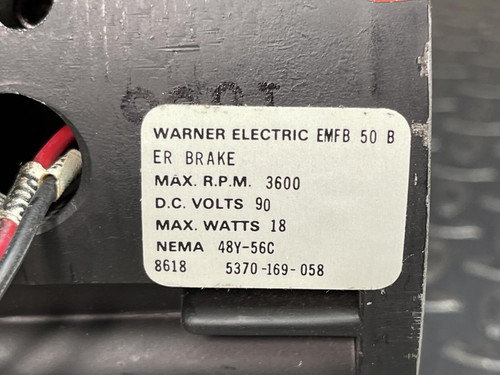 WARNER ELECTRIC EMFB 50 B
ER BRAKE
MAX. R.P.M. 3600
D.C. VOLTS 90
MAX. WATTS 18
NEMA 48Y-56C
8618 5370-169-058